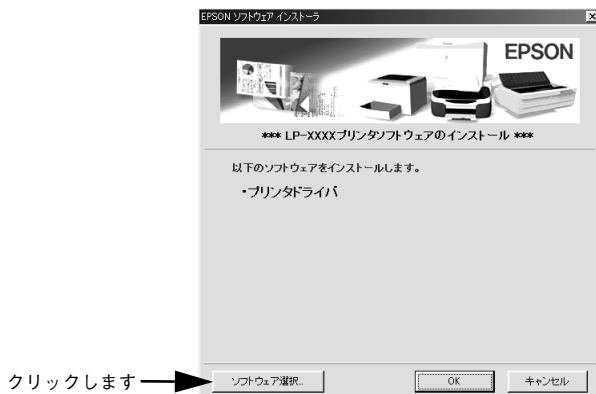 EPSON ソフトウェア インストーラ
EPSON
*** LP-XXXXプリンタソフトウェアのインストール ***
以下のソフトウェアをインストールします。
・プリンタドライバ
クリックします
ソフトウェア選択...
OK
キャンセル